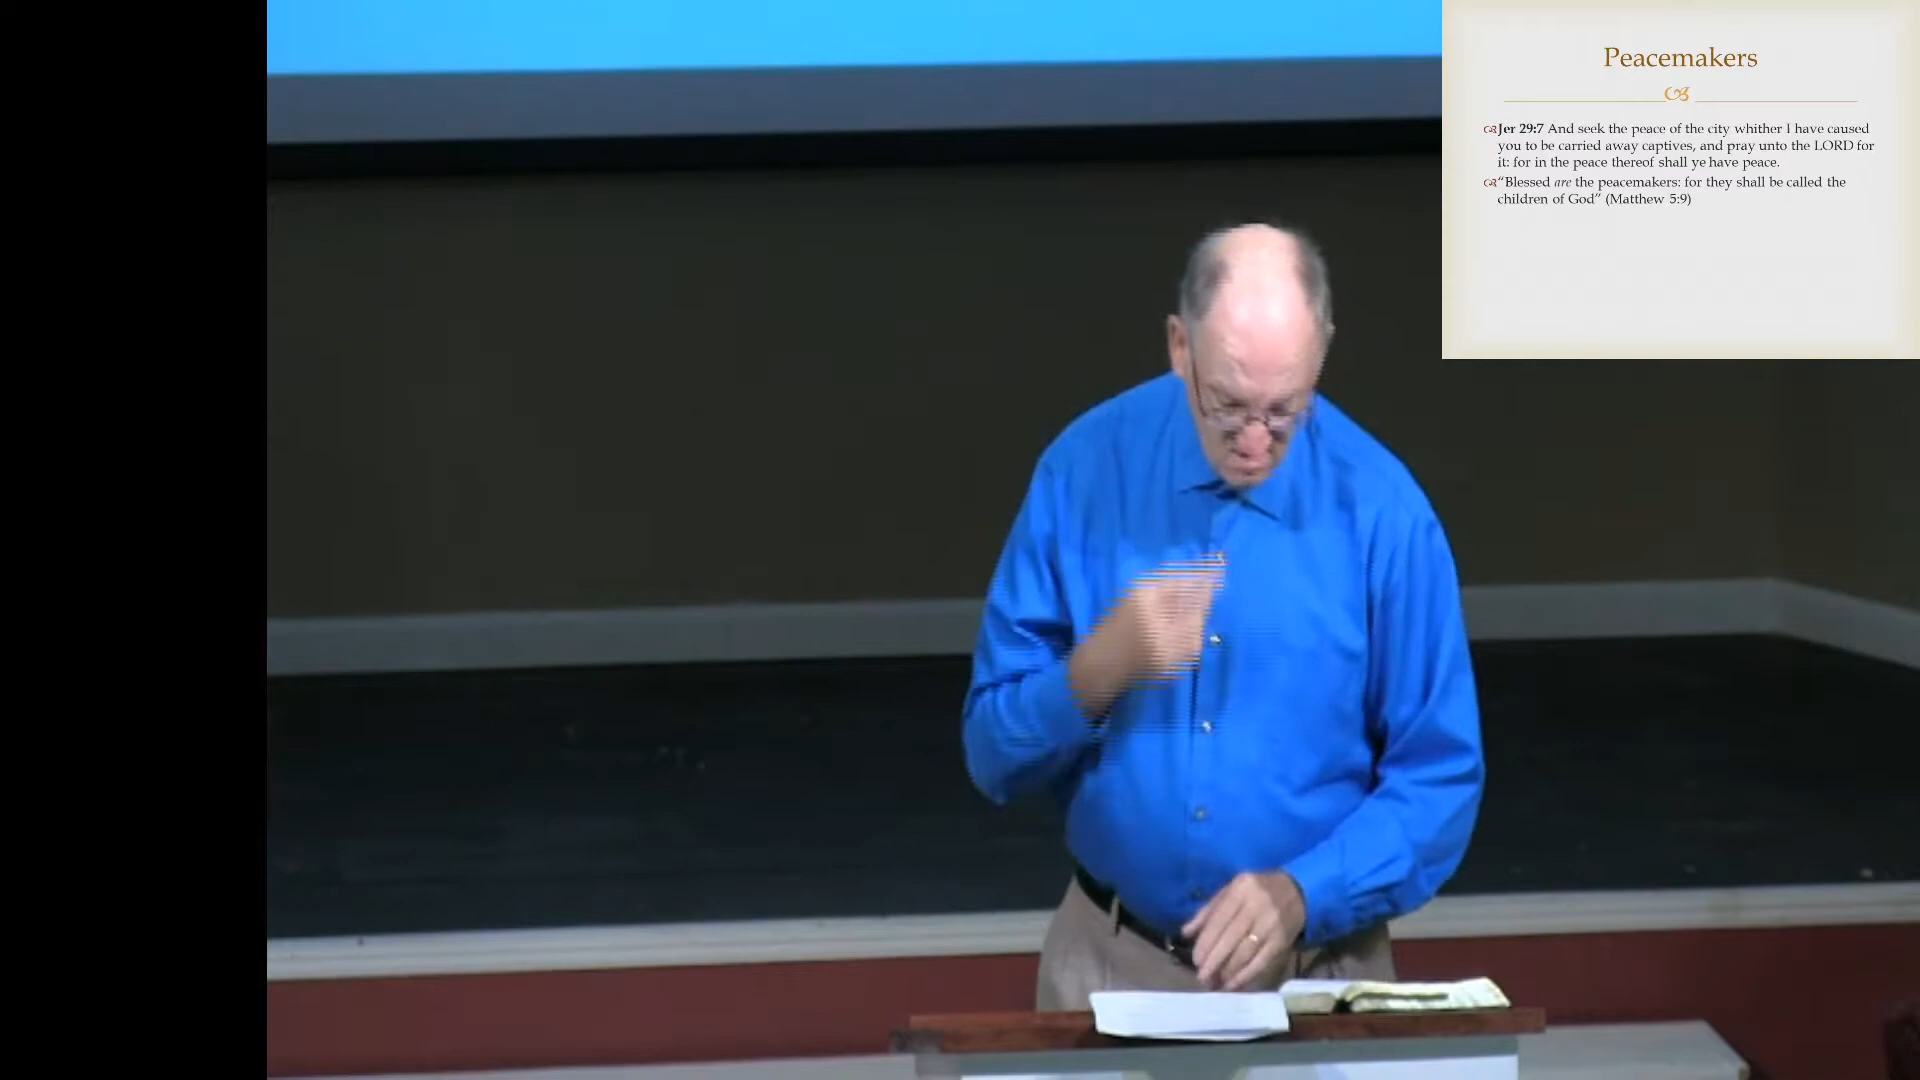 Peacemakers
Jer 29:7 And seek the peace of the city whither I have caused
you to be carried away captives, and pray unto the LORD for
it: for in the peace thereof shall ye have peace.
“Blessed are the peacemakers: for they shall be called the
children of God” (Matthew 5:9)